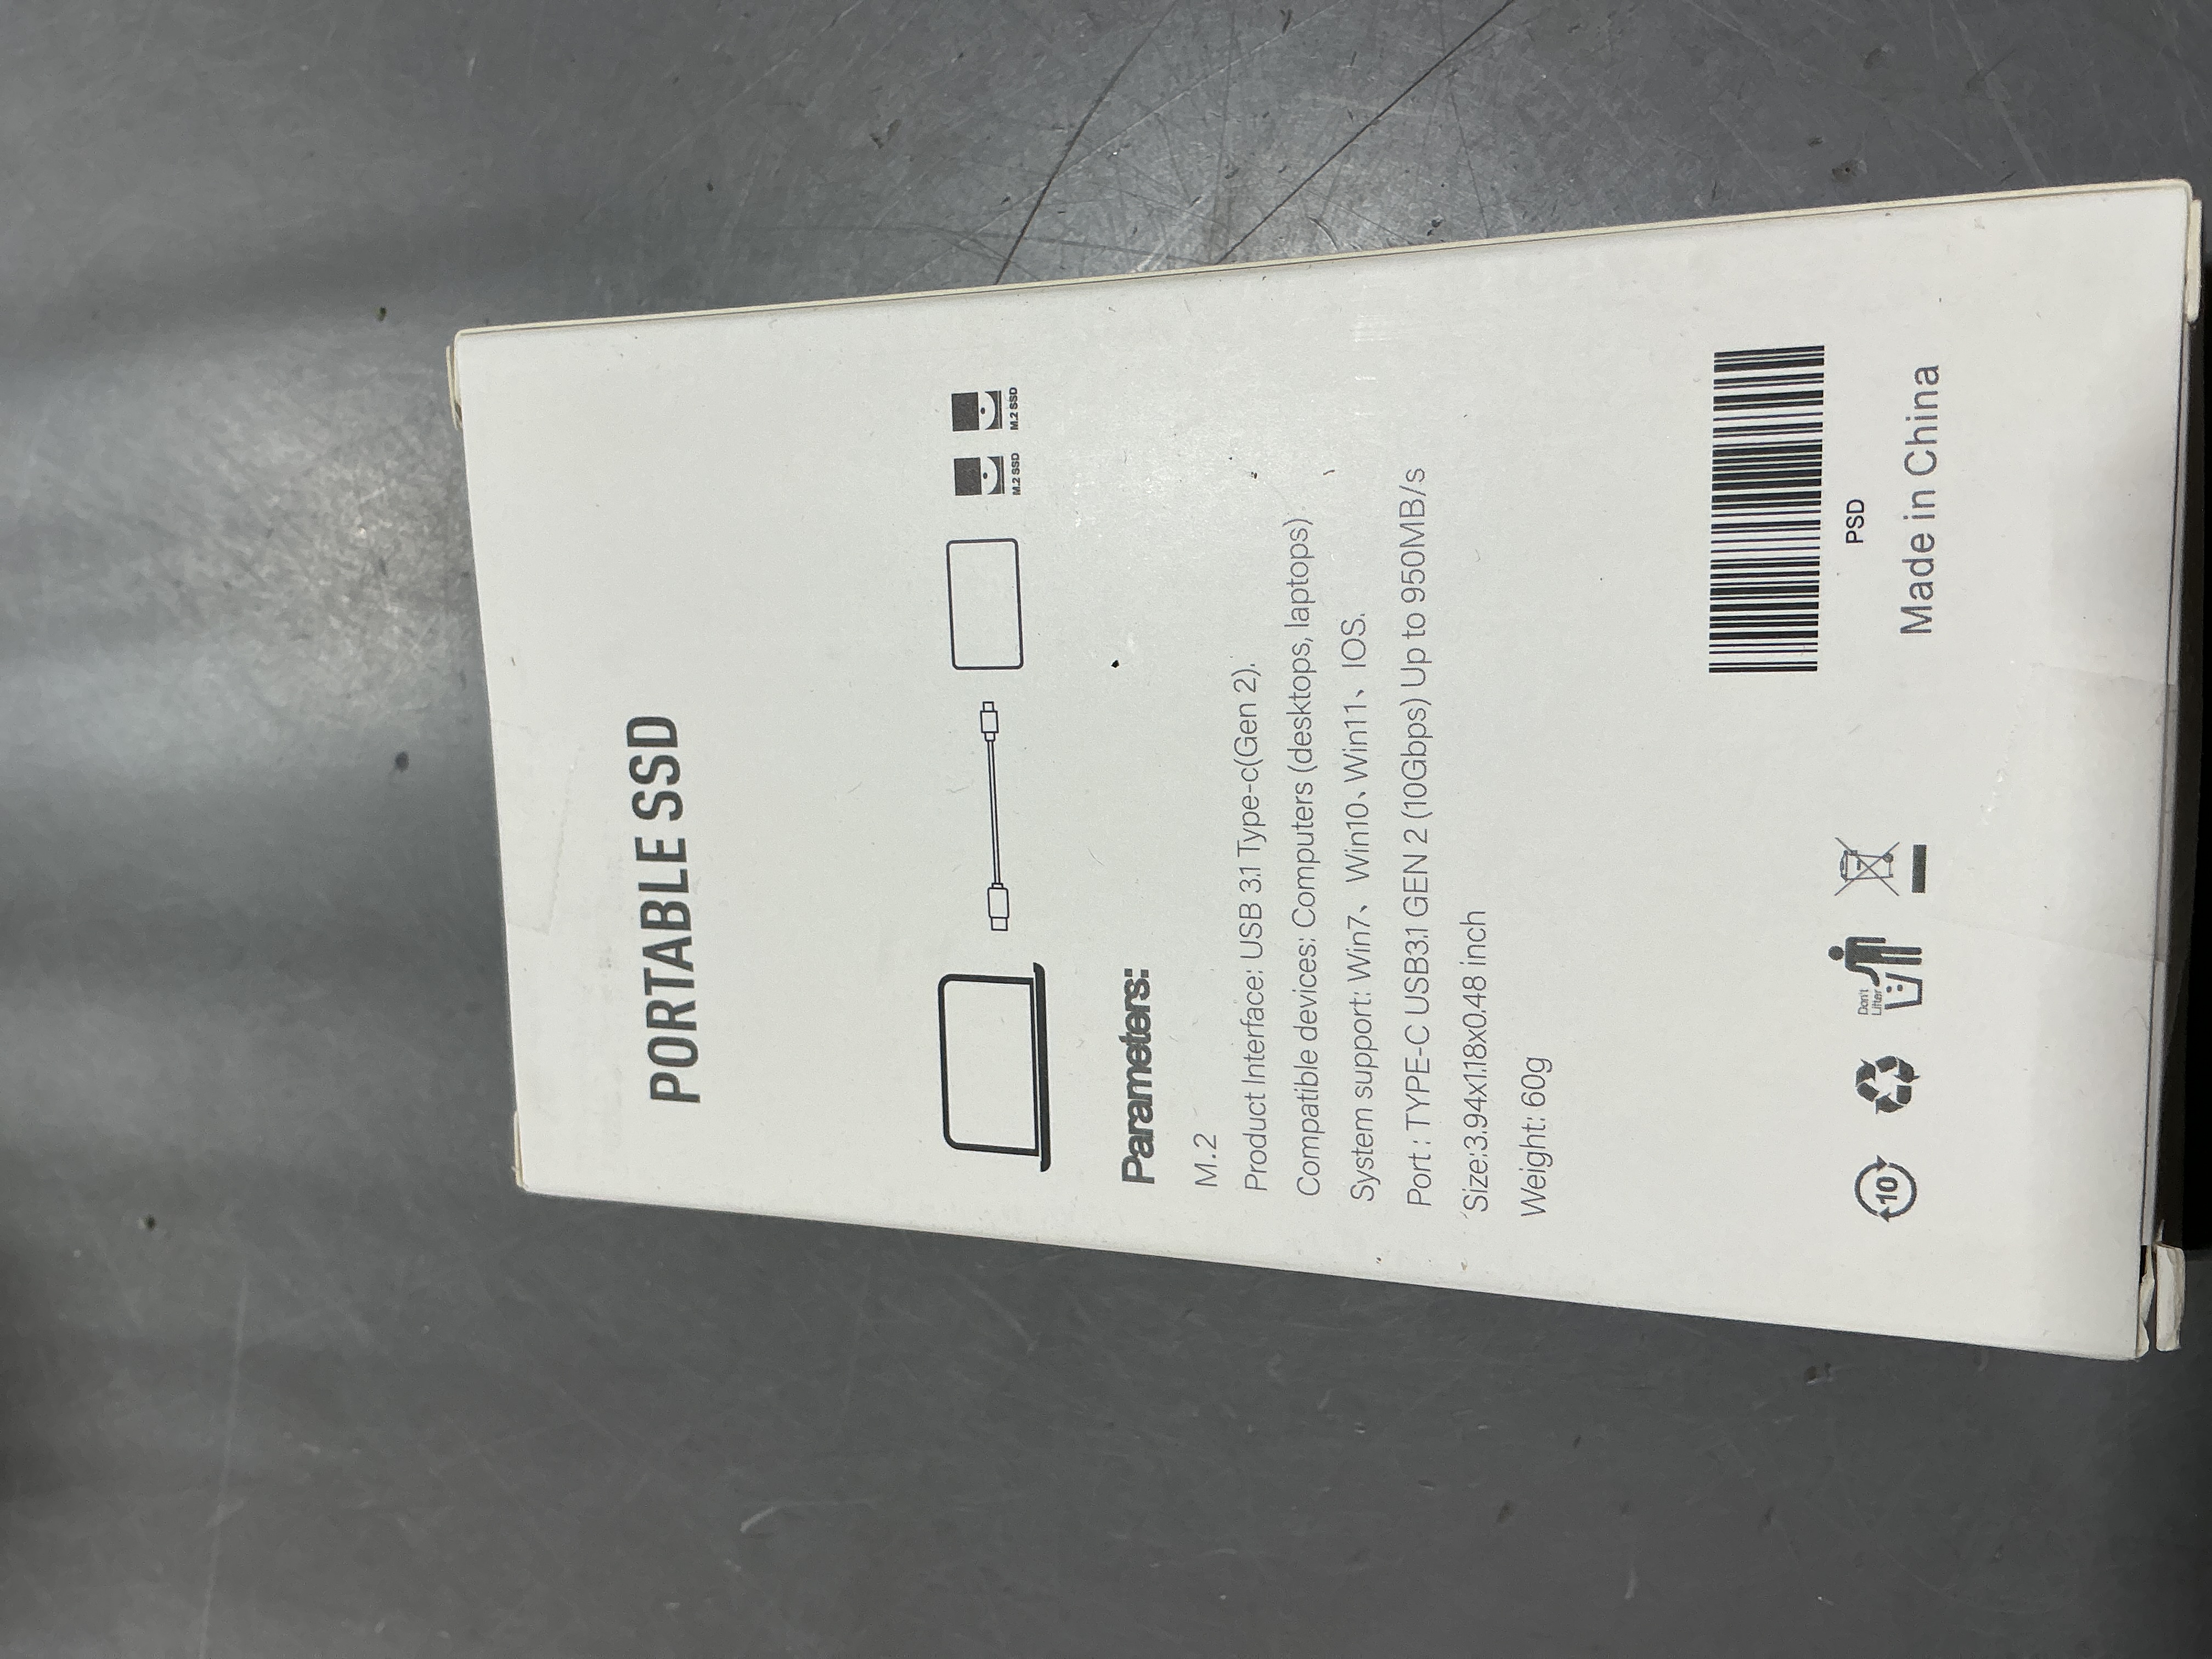 PORTABLE SSD
M.2 SSD M.2 SSD
Parameters:
M.2
Product Interface: USB 3.1 Type-c(Gen 2).
Compatible devices: Computers (desktops, laptops)
System support: Win7、Win10、Win11、IOS.
Port : TYPE-C USB3.1 GEN 2 (10Gbps) Up to 950MB/s
Size:3.94x1.18x0.48 inch
Weight: 60g
PSD
10
Don't
Litter
Made in China